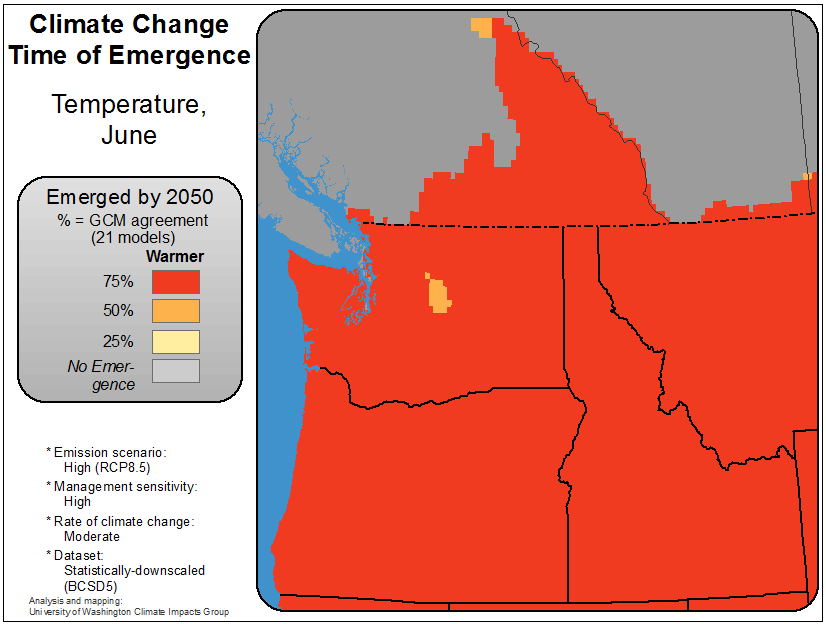 Climate Change
Time of Emergence
Temperature,
June
Emerged by 2050
% = GCM agreement
(21 models)
Warmer
75%
50%
25%
No Emer-
gence
* Emission scenario:
High (RCP8.5)
* Management sensitivity:
High
* Rate of climate change:
Moderate
* Dataset:
Statistically-downscaled
(BCSD5)
Analysis and mapping:
University of Washington Climate Impacts Group